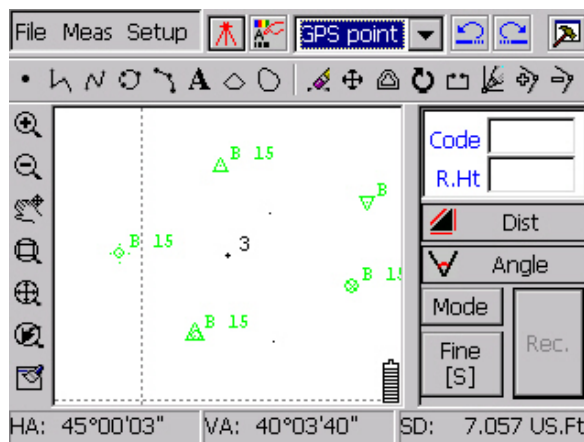 File Meas Setup GPS point
A
B 15
B
Code
R.Ht
3
B 15
Dist
B 15
Angle
B 15
Mode
Fine
[S]
Rec.
HA: 45°00'03" VA: 40°03'40" SD: 7.057 US.F